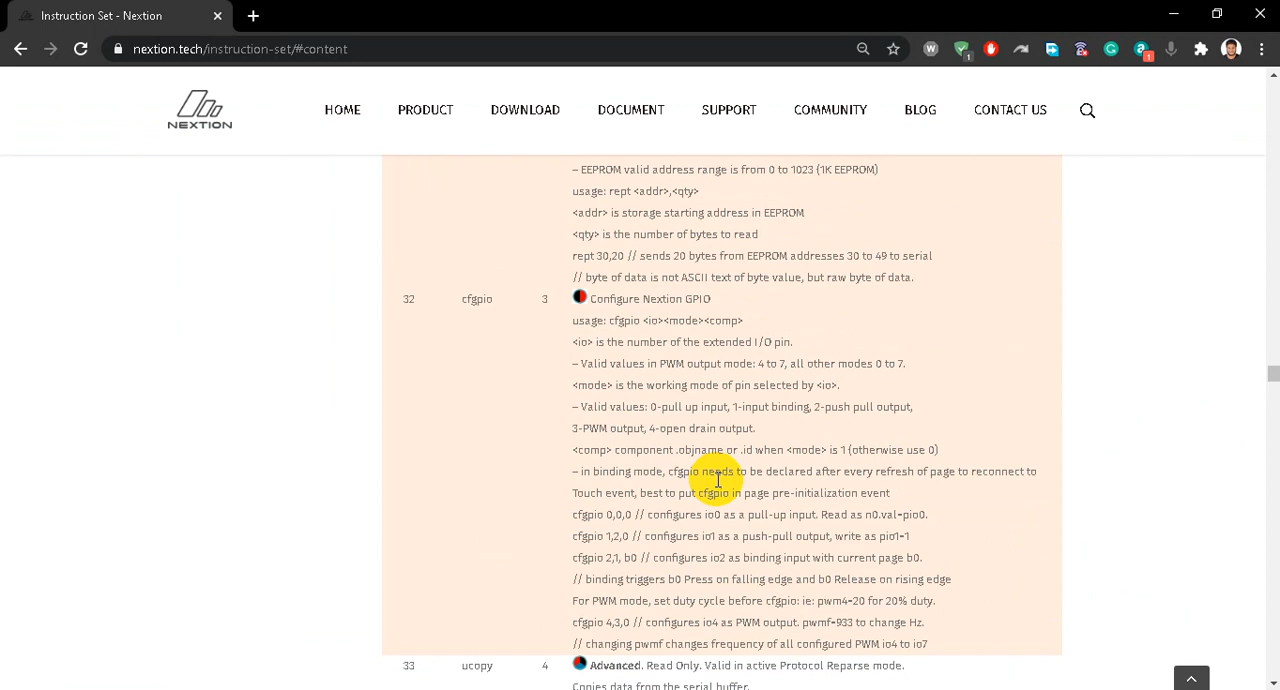 Instruction Set - Nextion
nextion.tech/instruction-set/#content
NEXTION
HOME PRODUCT DOWNLOAD DOCUMENT SUPPORT COMMUNITY BLOG CONTACT US
– EEPROM valid address range is from 0 to 1023 (1K EEPROM)
usage: rept <addr>,<qty>
<addr> is storage starting address in EEPROM
<qty> is the number of bytes to read
rept 30,20 // sends 20 bytes from EEPROM addresses 30 to 49 to serial
// byte of data is not ASCII text of byte value, but raw byte of data.
32 cfgpio 3 Configure Nextion GPIO
usage: cfgpio <io><mode><comp>
<io> is the number of the extended I/O pin.
– Valid values in PWM output mode: 4 to 7, all other modes 0 to 7.
<mode> is the working mode of pin selected by <io>.
– Valid values: 0-pull up input, 1-input binding, 2-push pull output,
3-PWM output, 4-open drain output.
<comp> component .objname or .id when <mode> is 1 (otherwise use 0)
– in binding mode, cfgpio needs to be declared after every refresh of page to reconnect to
Touch event, best to put cfgpio in page pre-initialization event
cfgpio 0,0,0 // configures io0 as a pull-up input. Read as n0.val=pio0.
cfgpio 1,2,0 // configures io1 as a push-pull output, write as pio1=1
cfgpio 2,1, b0 // configures io2 as binding input with current page b0.
// binding triggers b0 Press on falling edge and b0 Release on rising edge
For PWM mode, set duty cycle before cfgpio: ie: pwm4=20 for 20% duty.
cfgpio 4,3,0 // configures io4 as PWM output. pwmf=933 to change Hz.
// changing pwmf changes frequency of all configured PWM io4 to io7
33 ucopy 4 Advanced. Read Only. Valid in active Protocol Reparse mode.
Copies data from the serial buffer.